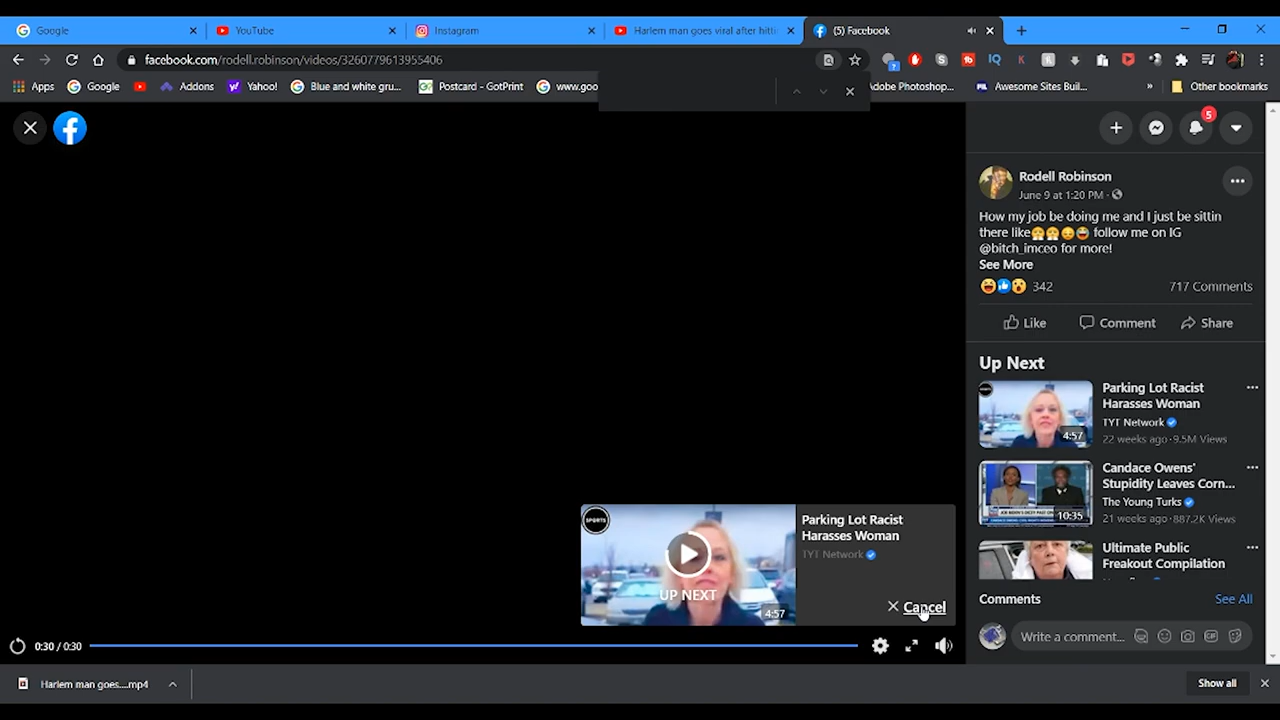 Google
YouTube
Instagram
Harlem man goes viral after hitti
(5) Facebook
facebook.com/rodell.robinson/videos/3260779613955406
Apps
Google
Addons
Yahoo!
Blue and white gru...
Postcard - GotPrint
www.goo
Adobe Photoshop...
Awesome Sites Buil...
»
Other bookmarks
5
Rodell Robinson
June 9 at 1:20 PM ·
How my job be doing me and I just be sittin
there like😤😤😔😂 follow me on IG
@bitch_imceo for more!
See More
342
717 Comments
Like
Comment
Share
Up Next
Parking Lot Racist
Harasses Woman
TYT Network
22 weeks ago · 9.5M Views
4:57
Candace Owens'
Stupidity Leaves Corn...
The Young Turks
21 weeks ago · 887.2K Views
10:35
Ultimate Public
Freakout Compilation
Comments
See All
Write a comment...
SPORTS
UP NEXT
4:57
Parking Lot Racist
Harasses Woman
TYT Network
Cancel
0:30 / 0:30
Harlem man goes....mp4
Show all